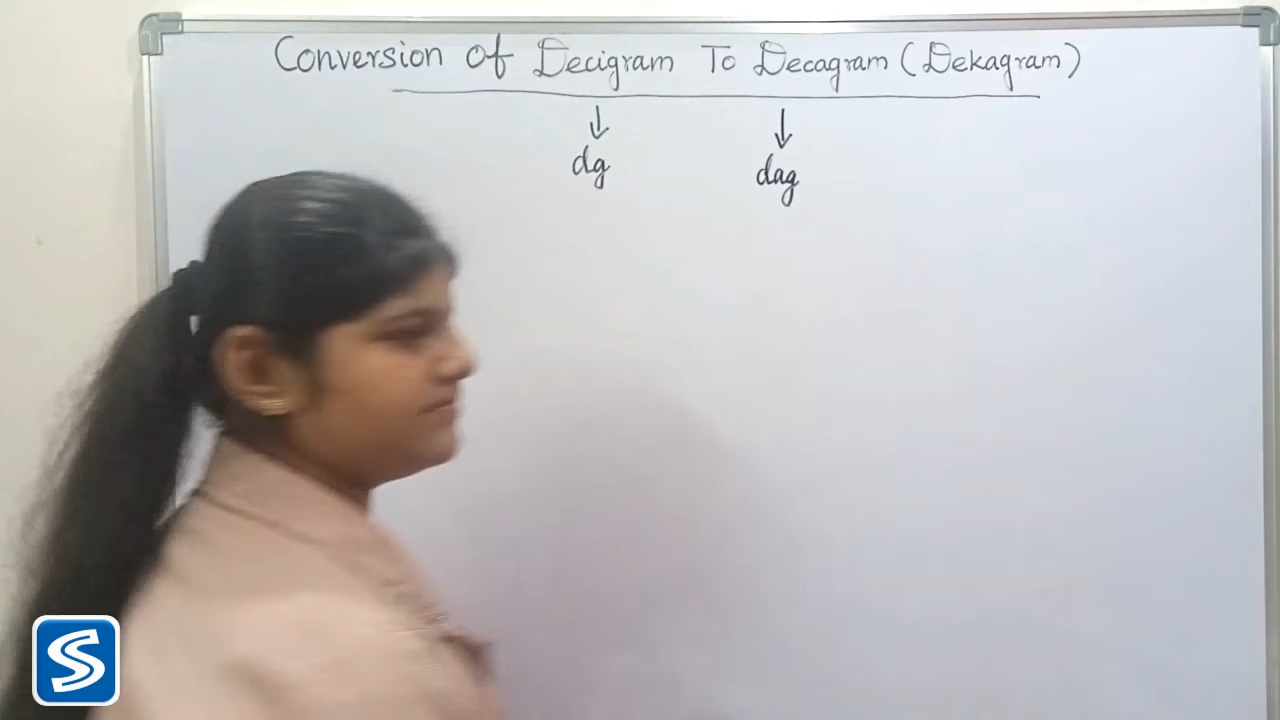 Conversion of Decigram To Decagram (Dekagram)
↓ ↓
dg dag
S